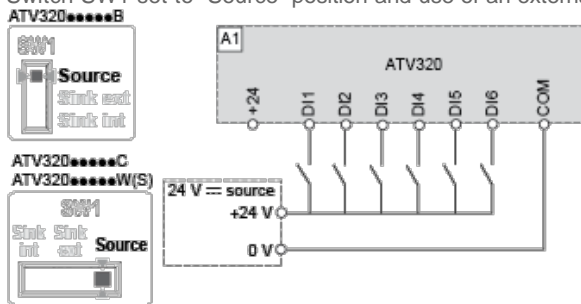 Switch SW1 set to "Source" position and use of an extern
ATV320●●●●●B
SW1
Source
Sink ext
Sink int
ATV320●●●●●C
ATV320●●●●●W(S)
SW1
Sink int
Sink ext
Source
A1
ATV320
+24
DI1
DI2
DI3
DI4
DI5
DI6
COM
24 V ⎓ source
+24 V
0 V